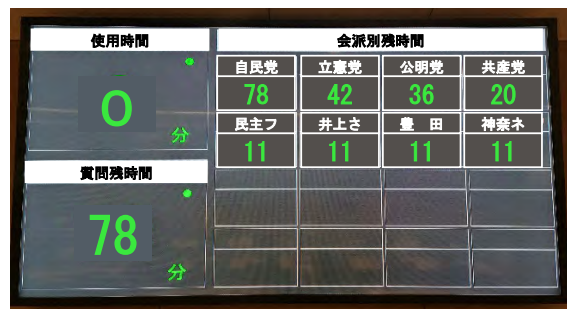 使用時間
0
分
質問残時間
78
分
会派別残時間
自民党 立憲党 公明党 共産党
78 42 36 20
民主フ 井上さ 豊 田 神奈ネ
11 11 11 11